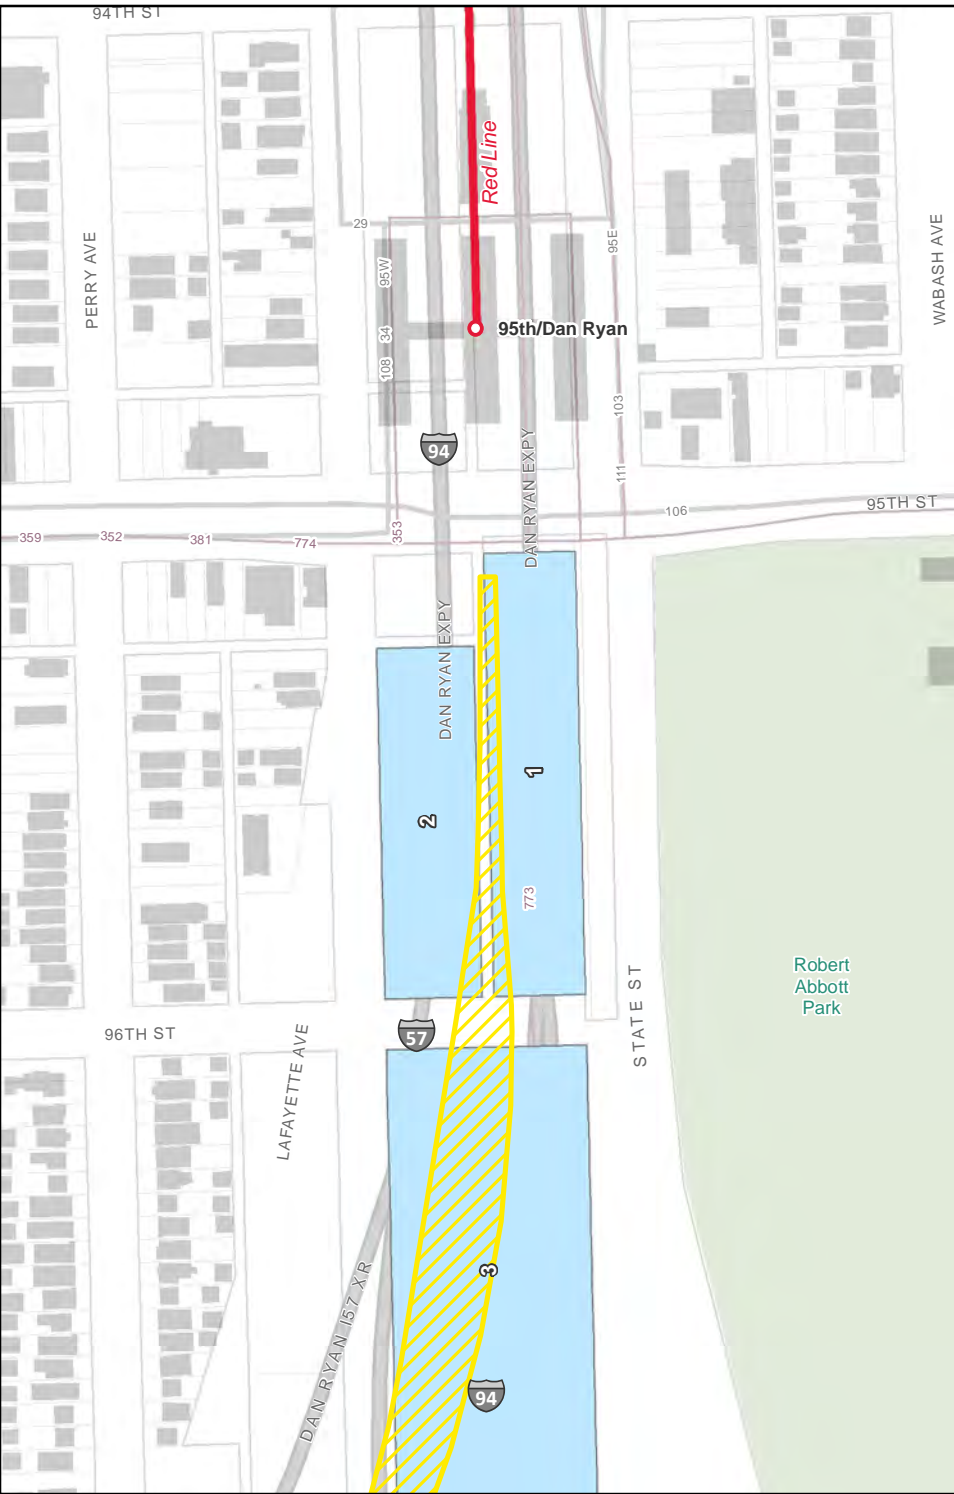 94TH ST
Red Line
29
95W
95E
PERRY AVE
WABASH AVE
34
95th/Dan Ryan
108
103
94
DAN RYAN EXPY
111
95TH ST
106
359
352
381
774
353
DAN RYAN EXPY
1
2
773
Robert
Abbott
Park
STATE ST
96TH ST
57
LAFAYETTE AVE
3
DAN RYAN I57 XR
94